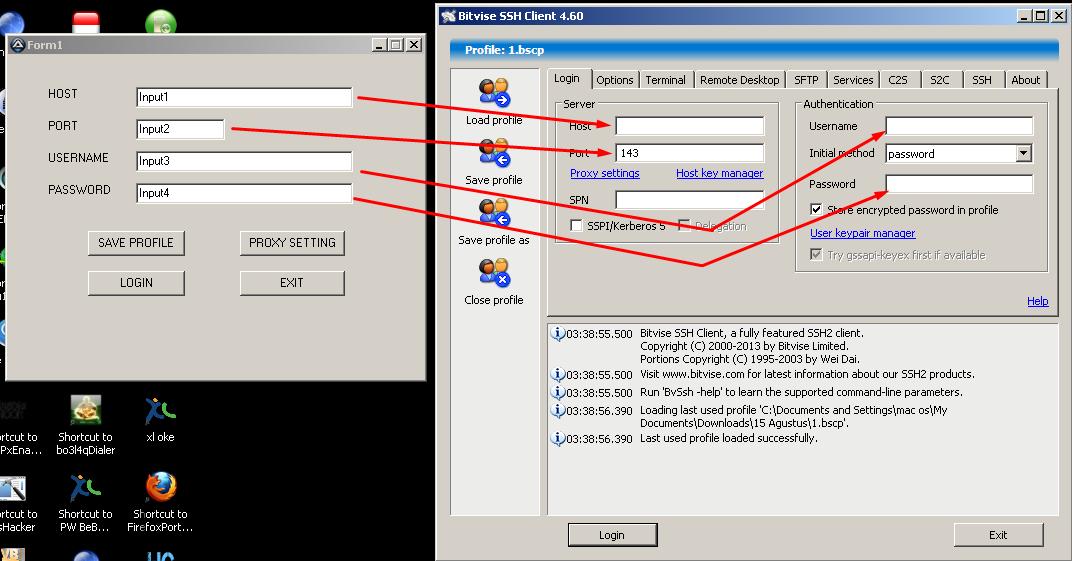 Form1
HOST
Input1
PORT
Input2
USERNAME
Input3
PASSWORD
Input4
SAVE PROFILE
PROXY SETTING
LOGIN
EXIT
Bitvise SSH Client 4.60
Profile: 1.bscp
Load profile
Save profile
Save profile as
Close profile
Login
Options
Terminal
Remote Desktop
SFTP
Services
C2S
S2C
SSH
About
Server
Host
Port
143
Proxy settings
Host key manager
SPN
SSPI/Kerberos 5
Delegation
Authentication
Username
Initial method
password
Password
Store encrypted password in profile
User keypair manager
Try gssapi-keyex first if available
Help
03:38:55.500 Bitvise SSH Client, a fully featured SSH2 client.
Copyright (C) 2000-2013 by Bitvise Limited.
Portions Copyright (C) 1995-2003 by Wei Dai.
03:38:55.500 Visit www.bitvise.com for latest information about our SSH2 products.
03:38:55.500 Run 'BvSsh -help' to learn the supported command-line parameters.
03:38:56.390 Loading last used profile 'C:\Documents and Settings\mac os\My
Documents\Downloads\15 Agustus\1.bscp'.
03:38:56.390 Last used profile loaded successfully.
Login
Exit
ortcut to
PxEna...
Shortcut to
bo3l4qDialer
xl oke
ortcut to
sHacker
Shortcut to
PW BeB...
Shortcut to
FirefoxPort...